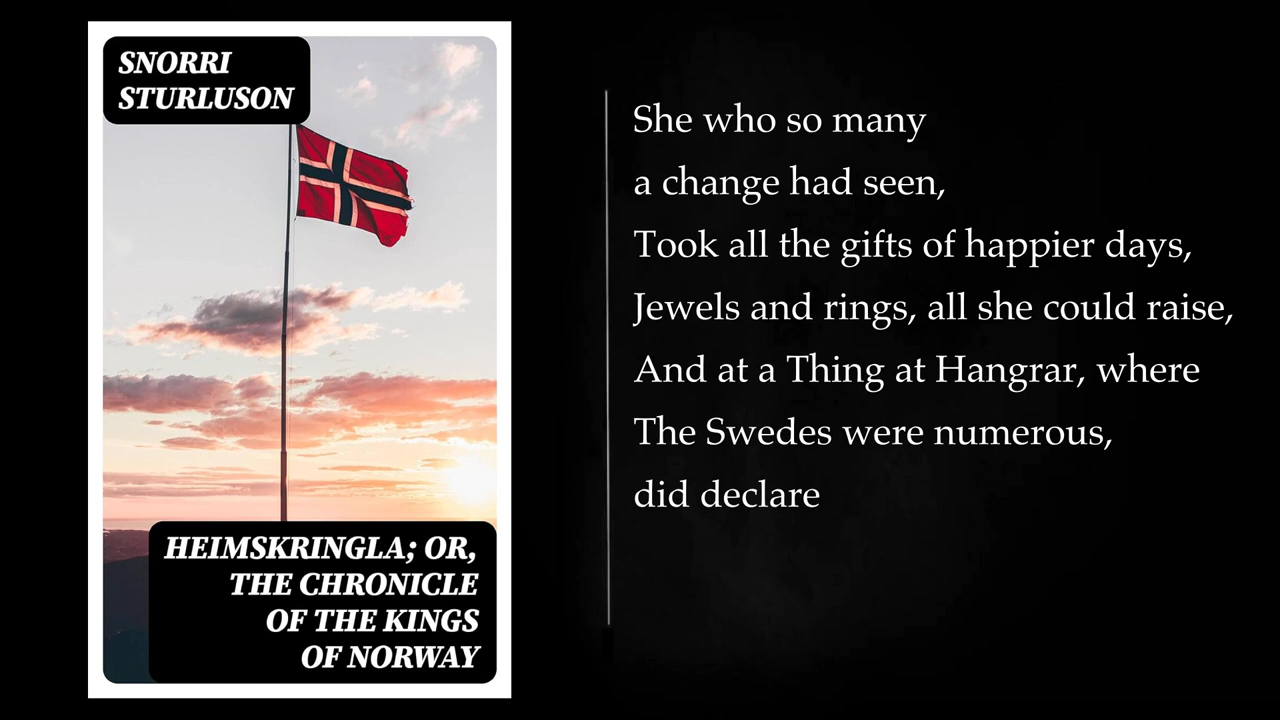 SNORRI
STURLUSON
HEIMSKRINGLA; OR,
THE CHRONICLE
OF THE KINGS
OF NORWAY
She who so many
a change had seen,
Took all the gifts of happier days,
Jewels and rings, all she could raise,
And at a Thing at Hangrar, where
The Swedes were numerous,
did declare